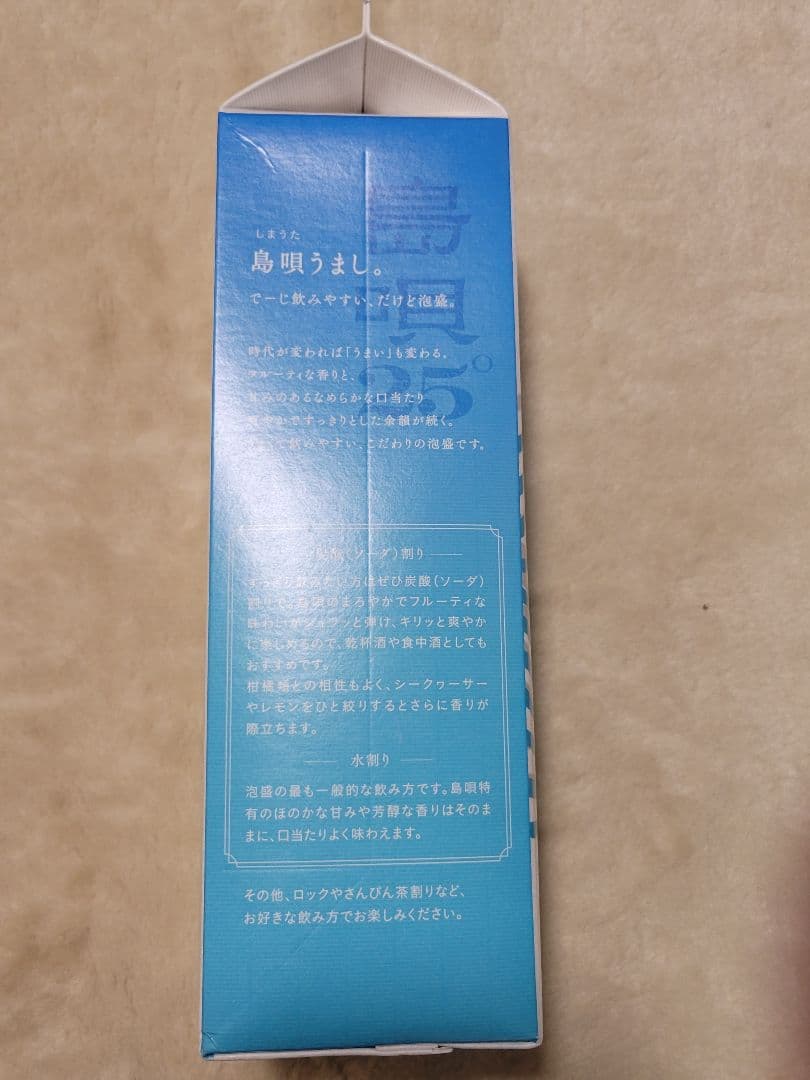 島
唄
25°
しまうた
島唄うまし。
でーじ飲みやすい、だけど泡盛。
時代が変われば「うまい」も変わる。
フルーティな香りと、
甘みのあるなめらかな口当たり
爽やかですっきりとした余韻が続く。
飲みやすい、こだわりの泡盛です。
炭酸(ソーダ)割り
すっきり飲みたい方はぜひ炭酸(ソーダ)
割りで。島唄のまろやかでフルーティな
味わいがシュワッと弾け、キリッと爽やか
に楽しめるので、乾杯酒や食中酒としても
おすすめです。
柑橘類との相性もよく、シークヮーサー
やレモンをひと絞りするとさらに香りが
際立ちます。
水割り
泡盛の最も一般的な飲み方です。島唄特
有のほのかな甘みや芳醇な香りはそのま
まに、口当たりよく味わえます。
その他、ロックやさんぴん茶割りなど、
お好きな飲み方でお楽しみください。